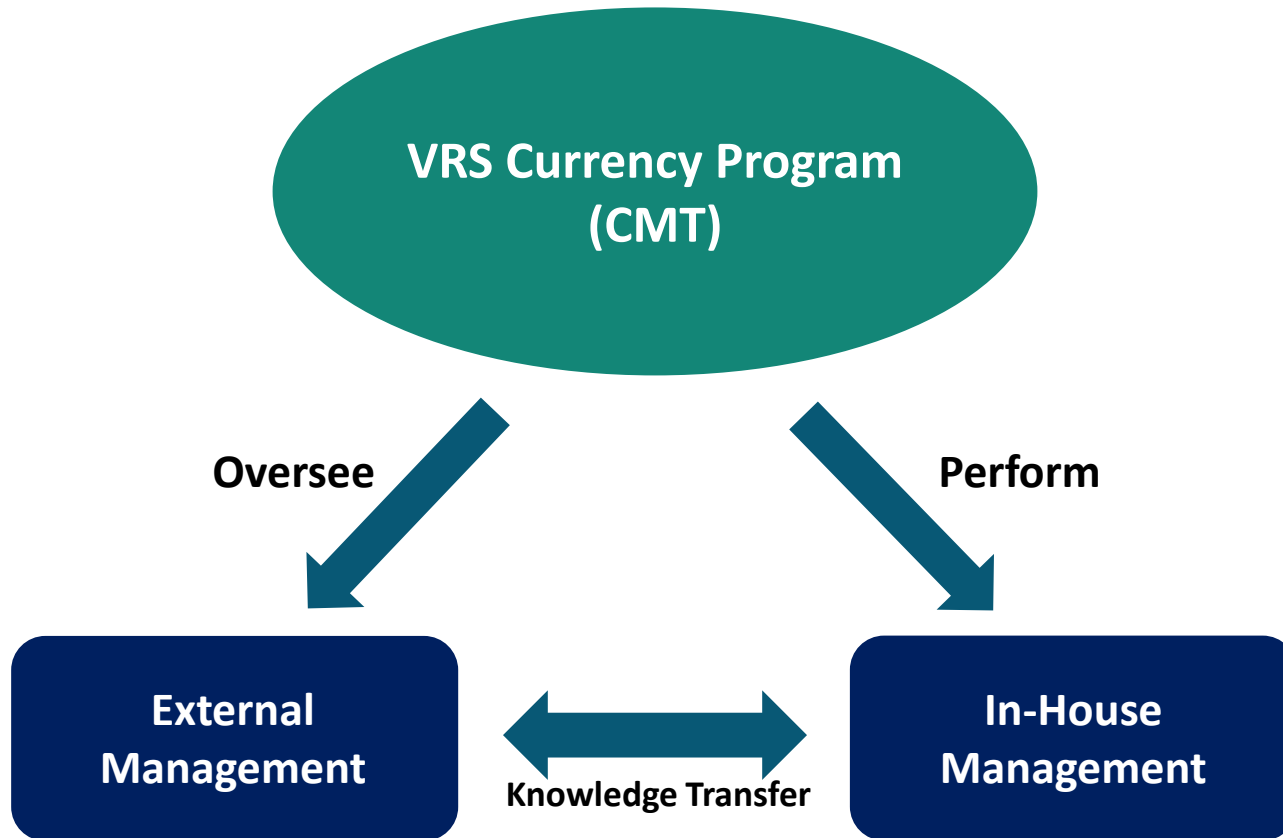 VRS Currency Program
(CMT)
Oversee
Perform
External
Management
In-House
Management
Knowledge Transfer